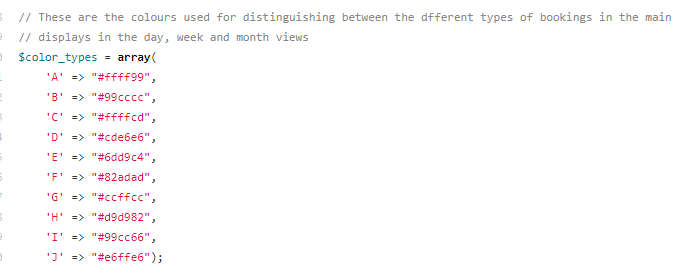 // These are the colours used for distinguishing between the dfferent types of bookings in the main
// displays in the day, week and month views
$color_types = array(
'A' => "#ffff99",
'B' => "#99cccc",
'C' => "#ffffcd",
'D' => "#cde6e6",
'E' => "#6dd9c4",
'F' => "#82adad",
'G' => "#ccffcc",
'H' => "#d9d982",
'I' => "#99cc66",
'J' => "#e6ffe6");